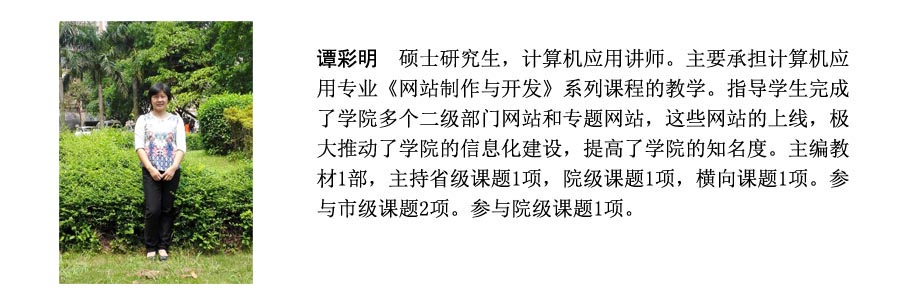 谭彩明 硕士研究生，计算机应用讲师。主要承担计算机应
用专业《网站制作与开发》系列课程的教学。指导学生完成
了学院多个二级部门网站和专题网站，这些网站的上线，极
大推动了学院的信息化建设，提高了学院的知名度。主编教
材1部，主持省级课题1项，院级课题1项，横向课题1项。参
与市级课题2项。参与院级课题1项。